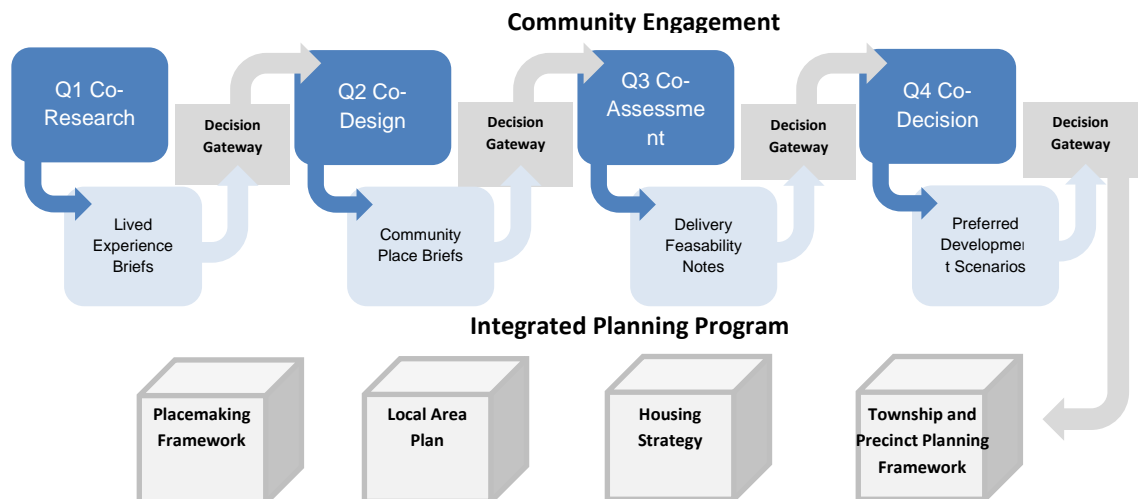 Community Engagement
Q1 Co-
Research
Decision
Gateway
Lived
Experience
Briefs
Q2 Co-
Design
Decision
Gateway
Community
Place Briefs
Q3 Co-
Assessme
nt
Decision
Gateway
Delivery
Feasability
Notes
Q4 Co-
Decision
Decision
Gateway
Preferred
Developmen
t Scenarios
Integrated Planning Program
Placemaking
Framework
Local Area
Plan
Housing
Strategy
Township and
Precinct Planning
Framework